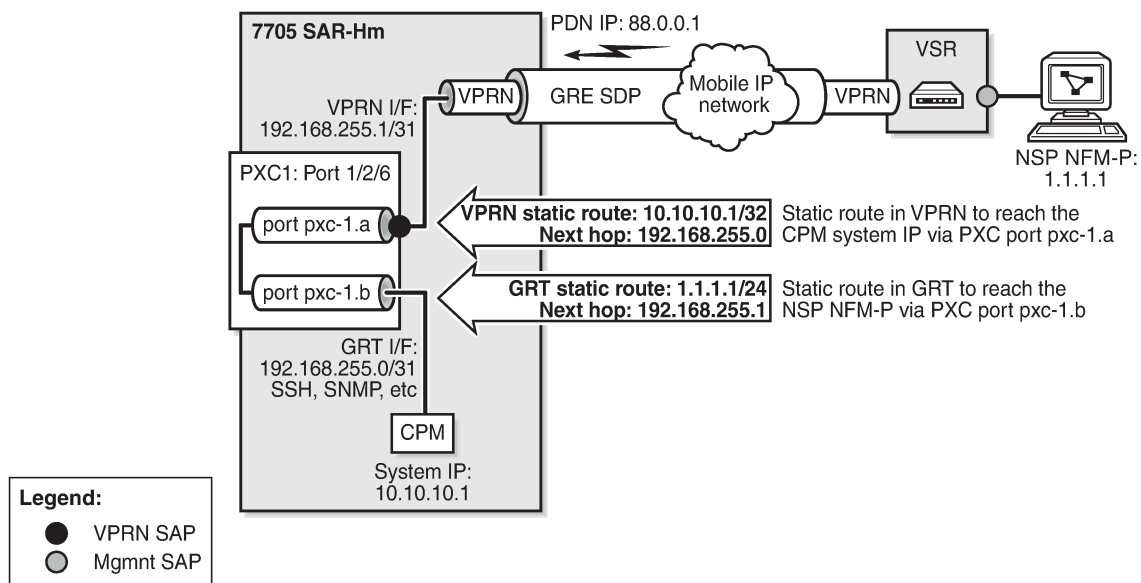 7705 SAR-Hm
PDN IP: 88.0.0.1
VPRN
GRE SDP
Mobile IP
network
VPRN
VSR
NSP NFM-P:
1.1.1.1
VPRN I/F:
192.168.255.1/31
PXC1: Port 1/2/6
port pxc-1.a
port pxc-1.b
VPRN static route: 10.10.10.1/32
Next hop: 192.168.255.0
Static route in VPRN to reach the
CPM system IP via PXC port pxc-1.a
GRT static route: 1.1.1.1/24
Next hop: 192.168.255.1
Static route in GRT to reach the
NSP NFM-P via PXC port pxc-1.b
GRT I/F:
192.168.255.0/31
SSH, SNMP, etc
CPM
System IP:
10.10.10.1
Legend:
VPRN SAP
Mgmnt SAP